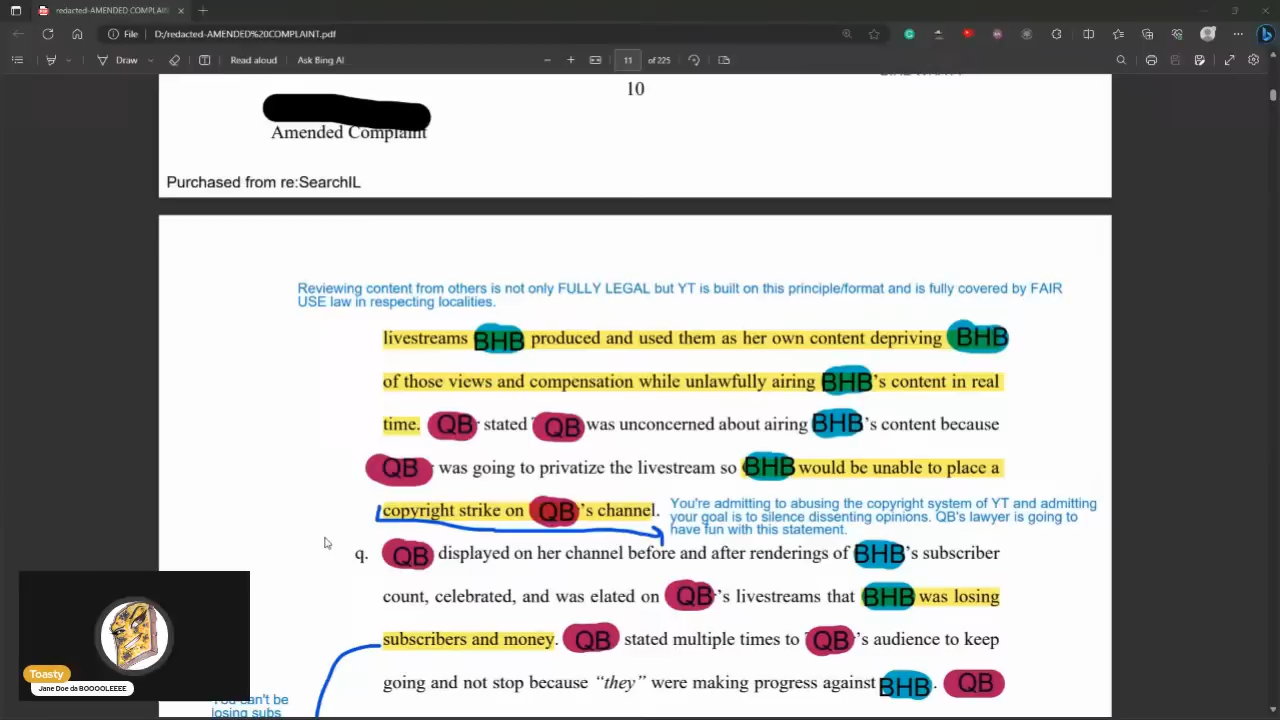 redacted-AMENDED COMPLAINT.pdf
File
D:/redacted-AMENDED%20COMPLAINT.pdf
Draw
Read aloud
Ask Bing AI
11
of 225
10
Amended Complaint
Purchased from re:SearchIL
Reviewing content from others is not only FULLY LEGAL but YT is built on this principle/format and is fully covered by FAIR
USE law in respecting localities.
livestreams BHB produced and used them as her own content depriving BHB
of those views and compensation while unlawfully airing BHB's content in real
time. QB stated QB was unconcerned about airing BHB's content because
QB was going to privatize the livestream so BHB would be unable to place a
copyright strike on QB's channel.
You're admitting to abusing the copyright system of YT and admitting
your goal is to silence dissenting opinions. QB's lawyer is going to
have fun with this statement.
q. QB displayed on her channel before and after renderings of BHB's subscriber
count, celebrated, and was elated on QB's livestreams that BHB was losing
subscribers and money. QB stated multiple times to QB's audience to keep
going and not stop because “they” were making progress against BHB. QB
Toasty
Jane Doe da BOOOOLEEEE
You can't be
losing subs